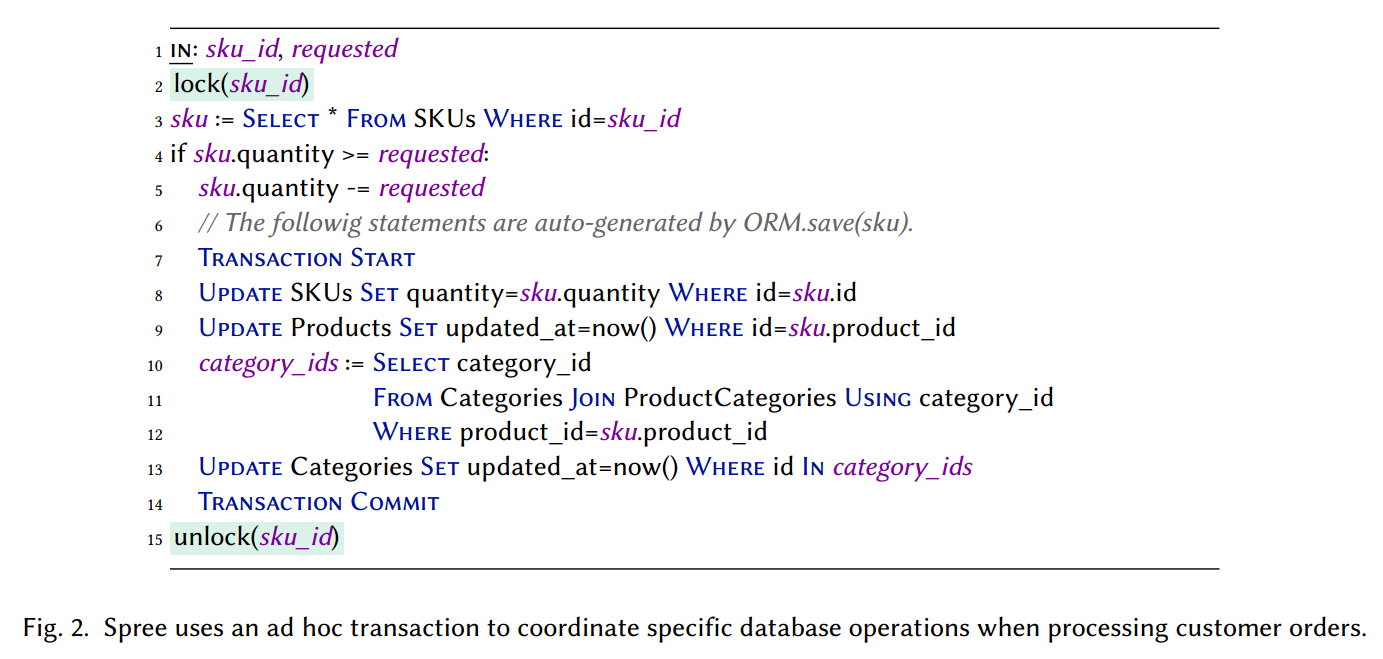 1 IN: sku_id, requested
2 lock(sku_id)
3 sku := SELECT * FROM SKUs WHERE id=sku_id
4 if sku.quantity >= requested:
5 sku.quantity -= requested
6 // The followig statements are auto-generated by ORM.save(sku).
7 TRANSACTION START
8 UPDATE SKUs SET quantity=sku.quantity WHERE id=sku.id
9 UPDATE Products SET updated_at=now() WHERE id=sku.product_id
10 category_ids := SELECT category_id
11 FROM Categories JOIN ProductCategories USING category_id
12 WHERE product_id=sku.product_id
13 UPDATE Categories SET updated_at=now() WHERE id IN category_ids
14 TRANSACTION COMMIT
15 unlock(sku_id)
Fig. 2. Spree uses an ad hoc transaction to coordinate specific database operations when processing customer orders.